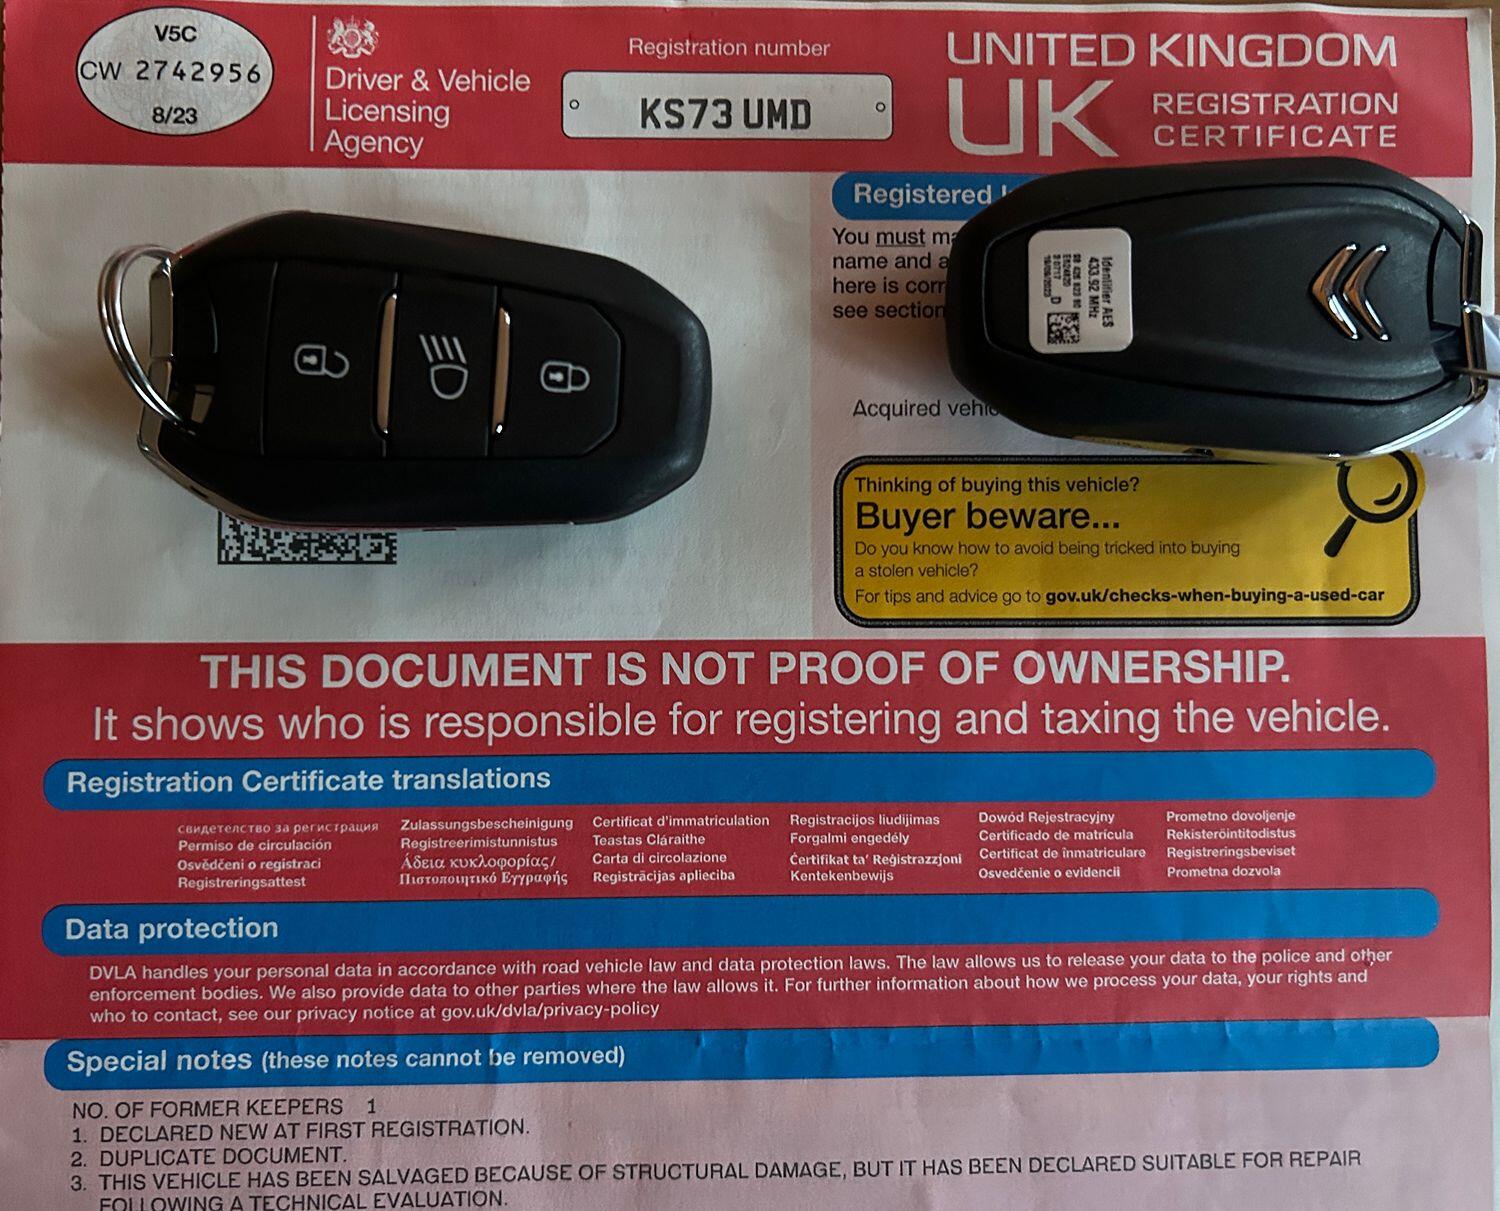 V5C
CW 2742956
8/23
Driver & Vehicle
Licensing
Agency
Registration number
KS73 UMD
UNITED KINGDOM
UK
REGISTRATION
CERTIFICATE
Registered
You must
name and
here is
see section
Acquired
Identifier AES
433.92 MHz
D
Thinking of buying this vehicle?
Buyer beware...
Do you know how to avoid being tricked into buying
a stolen vehicle?
For tips and advice go to gov.uk/checks-when-buying-a-used-car
THIS DOCUMENT IS NOT PROOF OF OWNERSHIP.
It shows who is responsible for registering and taxing the vehicle.
Registration Certificate translations
свидетелство за регистрация
Permiso de circulación
Osvědčeni o registraci
Registreringsattest
Zulassungsbescheinigung
Registreerimistunnistus
Άδεια κυκλοφορίας/
Πιστοποιητικό Εγγραφής
Certificat d'immatriculation
Teastas Cláraithe
Carta di circolazione
Registrācijas apliecība
Registracijos liudijimas
Forgalmi engedély
Ċertifikat ta' Reġistrazzjoni
Kentekenbewijs
Dowód Rejestracyjny
Certificado de matrícula
Certificat de înmatriculare
Osvedčenie o evidencii
Prometno dovoljenje
Rekisteröintitodistus
Registreringsbeviset
Prometna dozvola
Data protection
DVLA handles your personal data in accordance with road vehicle law and data protection laws. The law allows us to release your data to the police and other
enforcement bodies. We also provide data to other parties where the law allows it. For further information about how we process your data, your rights and
who to contact, see our privacy notice at gov.uk/dvla/privacy-policy
Special notes (these notes cannot be removed)
NO. OF FORMER KEEPERS 1
1. DECLARED NEW AT FIRST REGISTRATION.
2. DUPLICATE DOCUMENT.
3. THIS VEHICLE HAS BEEN SALVAGED BECAUSE OF STRUCTURAL DAMAGE, BUT IT HAS BEEN DECLARED SUITABLE FOR REPAIR
FOLLOWING A TECHNICAL EVALUATION.